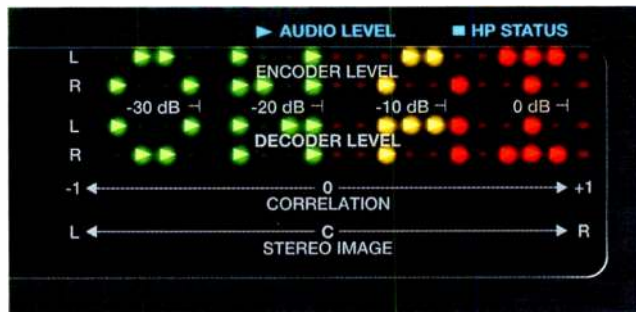 ▶ AUDIO LEVEL ■ HP STATUS
ONAI
L
ENCODER LEVEL
R
-30 dB -20 dB -10 dB 0 dB
L
DECODER LEVEL
R
-1 0 +1
CORRELATION
L C R
STEREO IMAGE